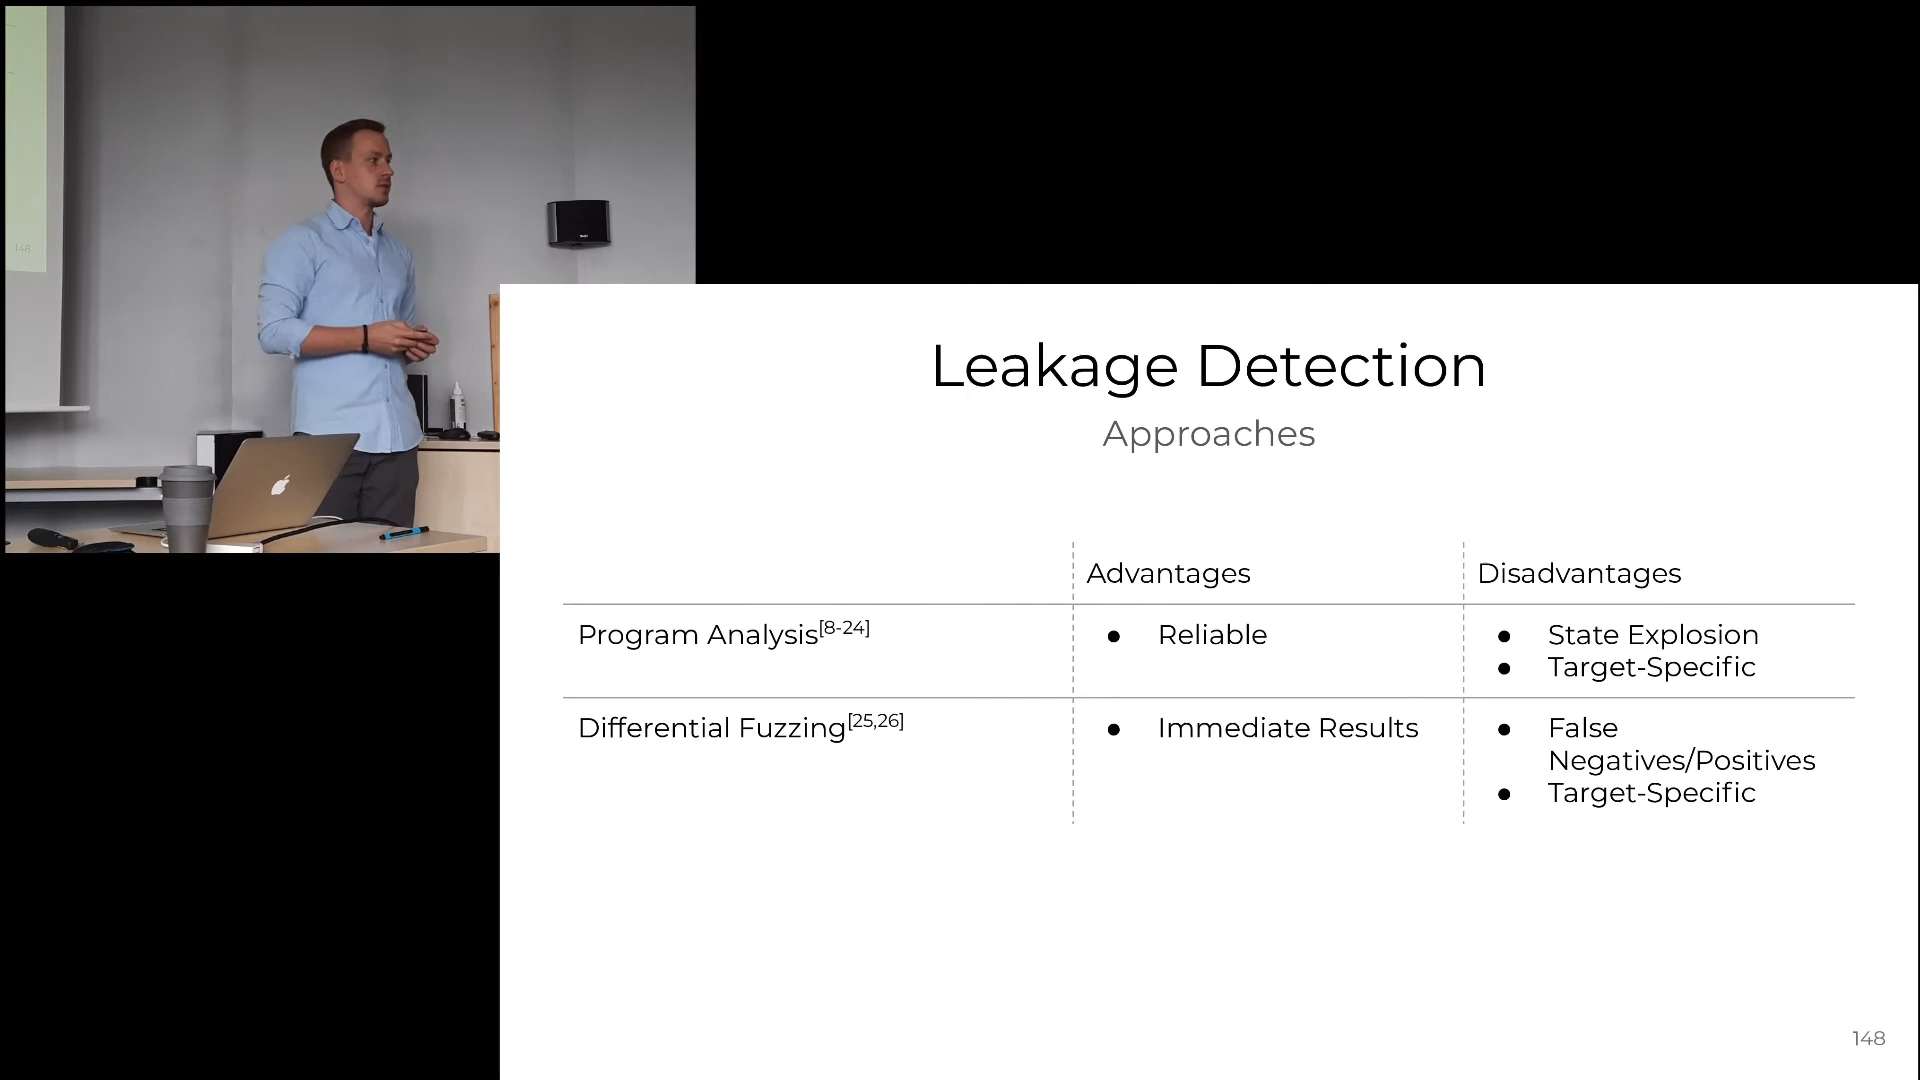 148
Leakage Detection
Approaches
Advantages
Disadvantages
Program Analysis[8-24]
● Reliable
● State Explosion
● Target-Specific
Differential Fuzzing[25,26]
● Immediate Results
● False
Negatives/Positives
● Target-Specific
148